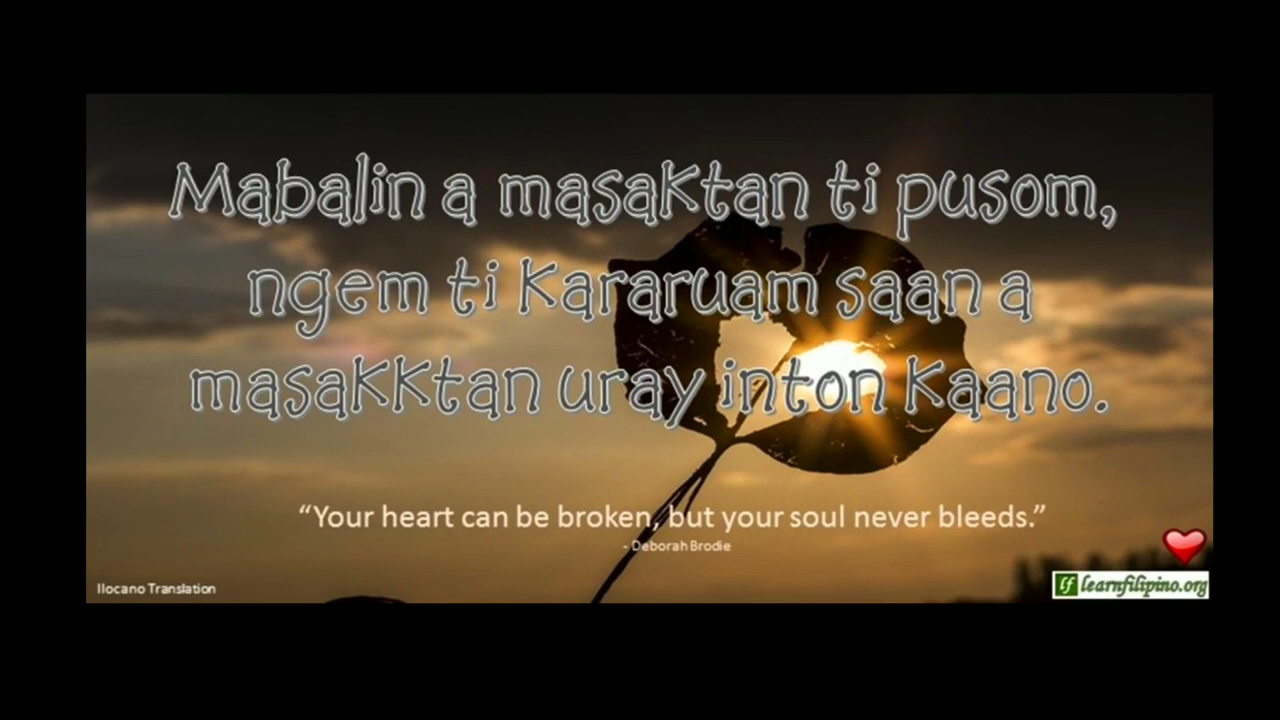 Mabalin a masaktan ti pusom,
ngem ti kararuam saan a
masakktan uray inton kaano.
“Your heart can be broken, but your soul never bleeds.”
- Deborah Brodie
Ilocano Translation
lf learnfilipino.org